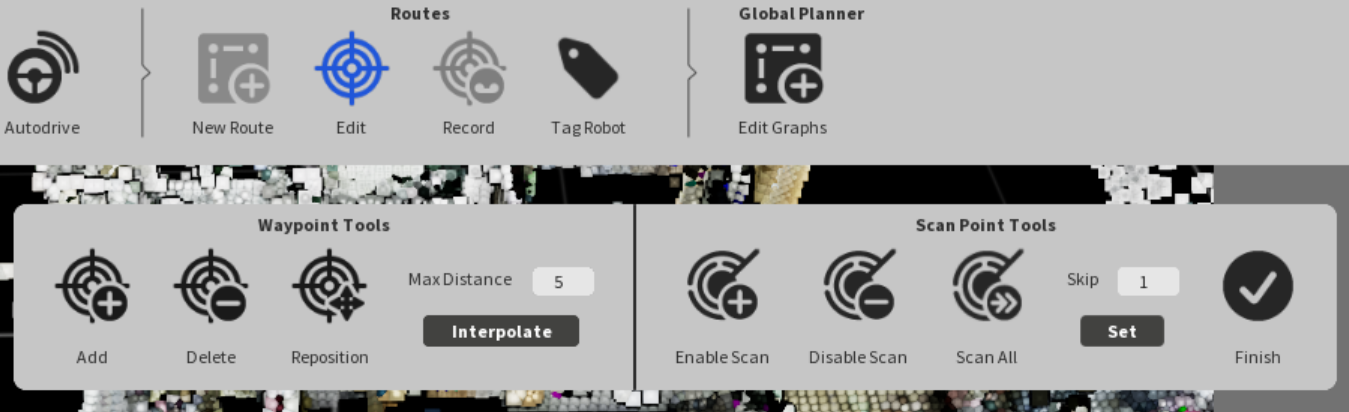 Routes
Global Planner
Autodrive
New Route
Edit
Record
Tag Robot
Edit Graphs
Waypoint Tools
Scan Point Tools
Max Distance 5
Skip 1
Interpolate
Set
Add
Delete
Reposition
Enable Scan
Disable Scan
Scan All
Finish